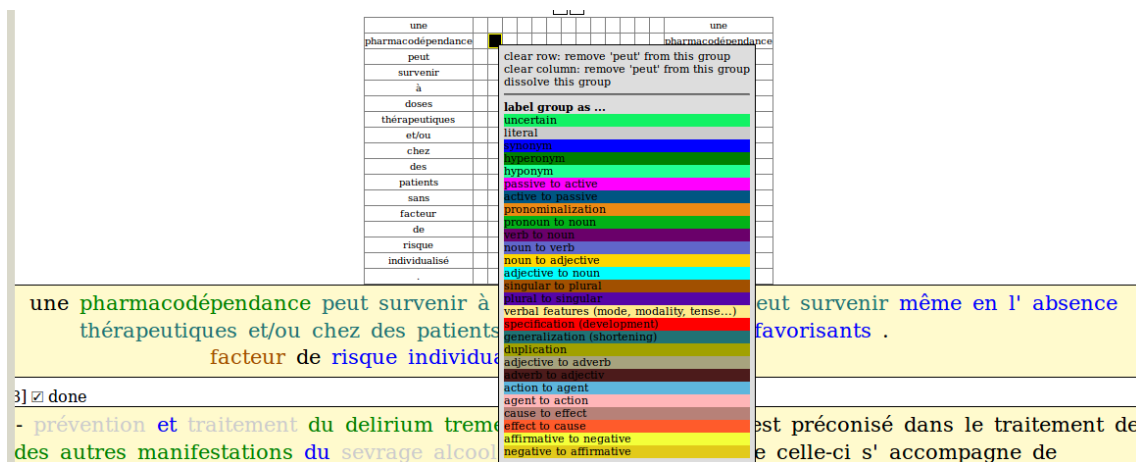 une une
pharmacodépendance pharmacodépendance
peut
survenir
à
doses
thérapeutiques
et/ou
chez
des
patients
sans
facteur
de
risque
individualisé
.
clear row: remove 'peut' from this group
clear column: remove 'peut' from this group
dissolve this group
label group as ...
uncertain
literal
synonym
hyperonym
hyponym
passive to active
active to passive
pronominalization
pronoun to noun
verb to noun
noun to verb
noun to adjective
adjective to noun
singular to plural
plural to singular
verbal features (mode, modality, tense...)
specification (development)
generalization (shortening)
duplication
adjective to adverb
adverb to adjectiv
action to agent
agent to action
cause to effect
effect to cause
affirmative to negative
negative to affirmative
une pharmacodépendance peut survenir à eut survenir même en l' absence
thérapeutiques et/ou chez des patients favorisants .
facteur de risque individua
3] ☑ done
- prévention et traitement du delirium treme est préconisé dans le traitement de
des autres manifestations du sevrage alcool e celle-ci s' accompagne de